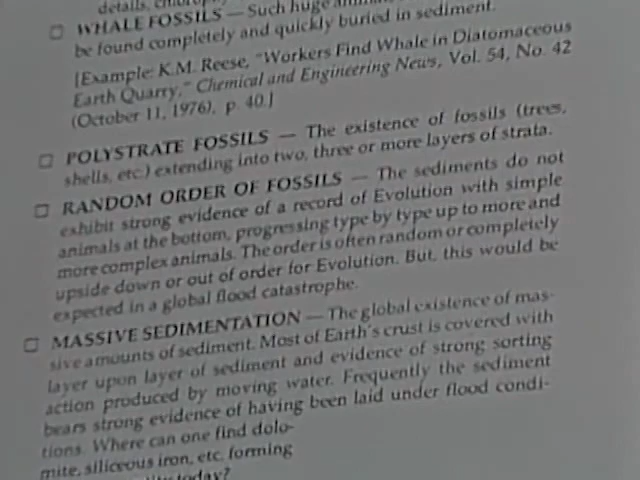 details,
☐ WHALE FOSSILS — Such huge
be found completely and quickly buried in sediment.
[Example: K.M. Reese, "Workers Find Whale in Diatomaceous
Earth Quarry," Chemical and Engineering News, Vol. 54, No. 42
(October 11, 1976), p. 40.]
☐ POLYSTRATE FOSSILS — The existence of fossils (trees,
shells, etc.) extending into two, three or more layers of strata.
☐ RANDOM ORDER OF FOSSILS — The sediments do not
exhibit strong evidence of a record of Evolution with simple
animals at the bottom, progressing type by type up to more and
more complex animals. The order is often random or completely
upside down or out of order for Evolution. But, this would be
expected in a global flood catastrophe.
☐ MASSIVE SEDIMENTATION — The global existence of mas-
sive amounts of sediment. Most of Earth's crust is covered with
layer upon layer of sediment and evidence of strong sorting
action produced by moving water. Frequently the sediment
bears strong evidence of having been laid under flood condi-
tions. Where can one find dolo-
mite, siliceous iron, etc. forming
today?